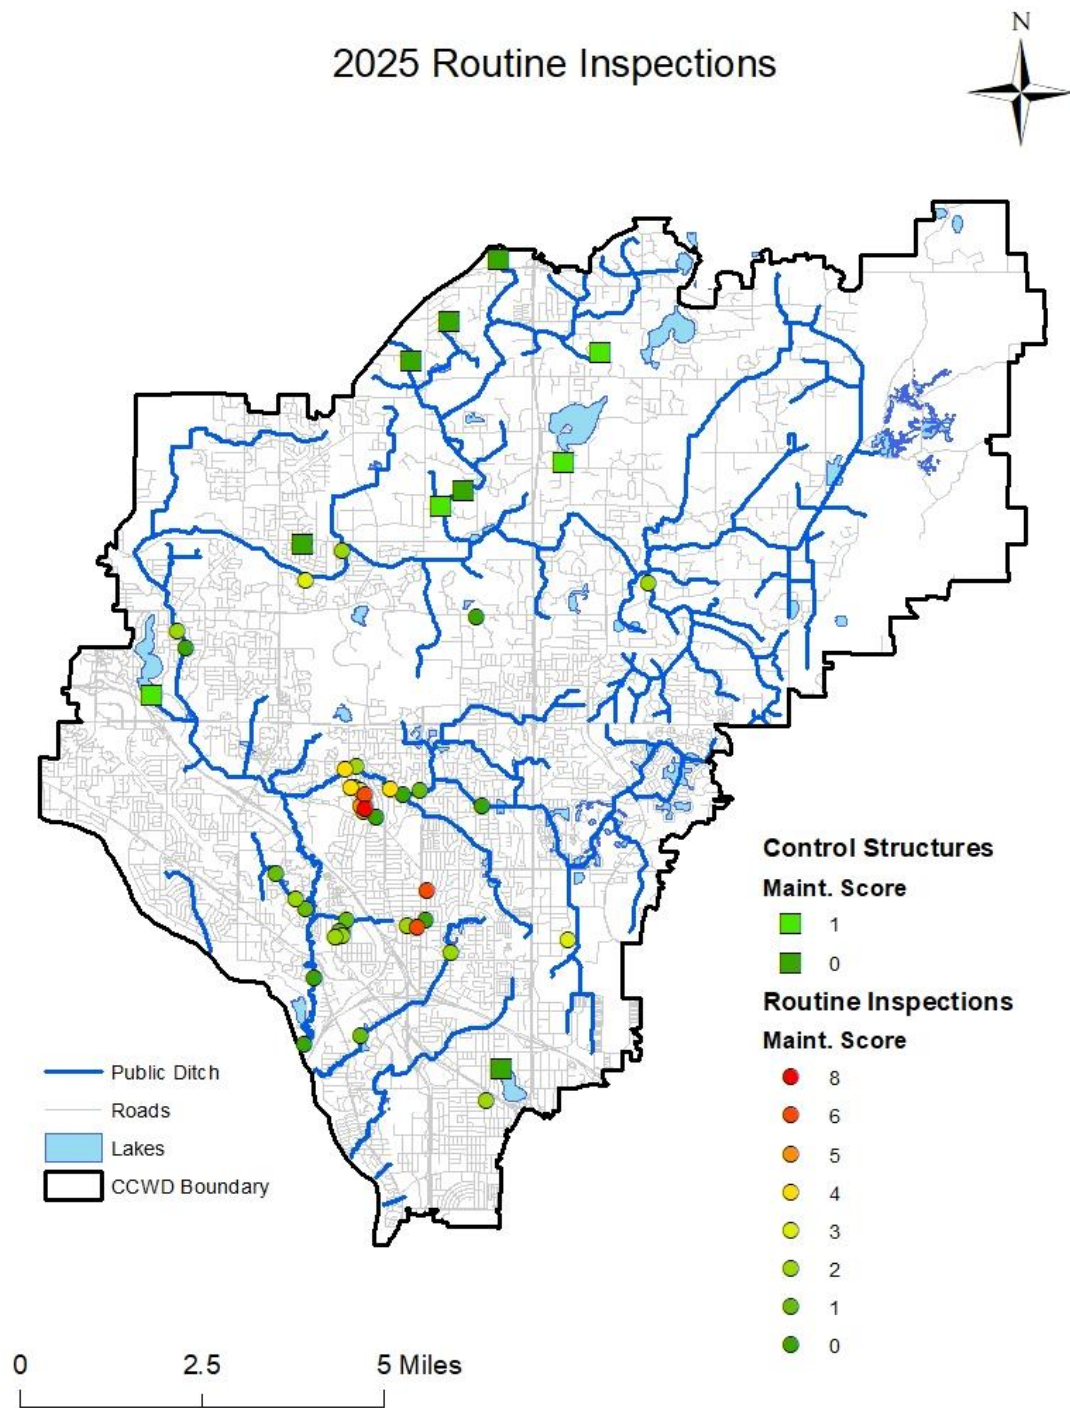 N
2025 Routine Inspections
Control Structures
Maint. Score
1
0
Routine Inspections
Maint. Score
8
6
5
4
3
2
1
0
Public Ditch
Roads
Lakes
CCWD Boundary
0 2.5 5 Miles